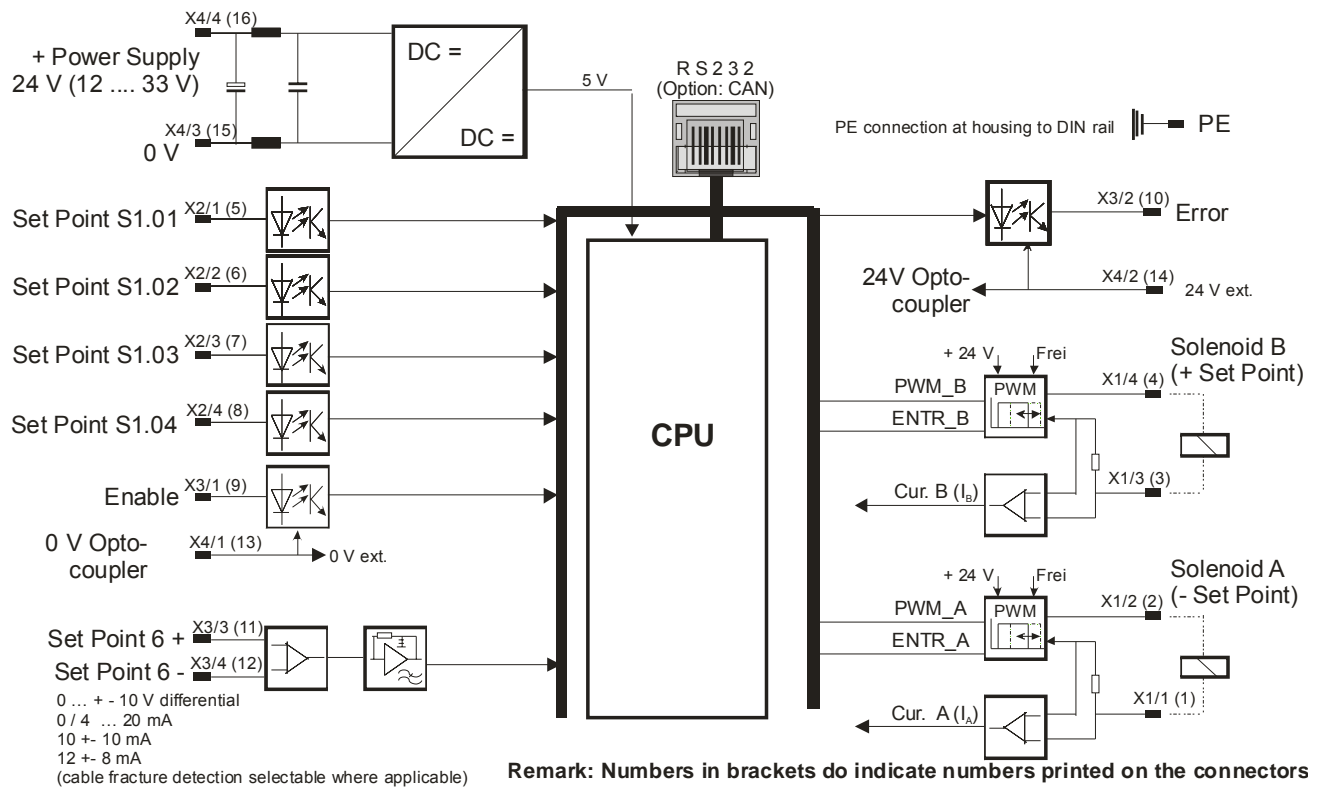 X4/4 (16)
+ Power Supply
24 V (12 .... 33 V)
X4/3 (15)
0 V
DC =
DC =
5 V
RS232
(Option: CAN)
PE connection at housing to DIN rail
PE
Set Point S1.01
X2/1 (5)
Set Point S1.02
X2/2 (6)
Set Point S1.03
X2/3 (7)
Set Point S1.04
X2/4 (8)
Enable
X3/1 (9)
0 V Opto-
coupler
X4/1 (13)
0 V ext.
Set Point 6 +
X3/3 (11)
Set Point 6 -
X3/4 (12)
0 ... + - 10 V differential
0 / 4 ... 20 mA
10 +- 10 mA
12 +- 8 mA
(cable fracture detection selectable where applicable)
CPU
X3/2 (10)
Error
24V Opto-
coupler
X4/2 (14)
24 V ext.
+ 24 V
Frei
Solenoid B
(+ Set Point)
PWM_B
ENTR_B
PWM
X1/4 (4)
Cur. B (IB)
X1/3 (3)
+ 24 V
Frei
Solenoid A
(- Set Point)
PWM_A
ENTR_A
PWM
X1/2 (2)
Cur. A (IA)
X1/1 (1)
Remark: Numbers in brackets do indicate numbers printed on the connectors